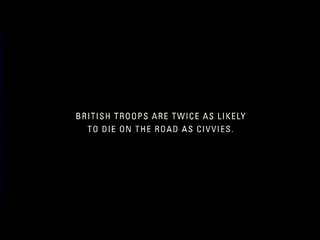 BRITISH TROOPS ARE TWICE AS LIKELY
TO DIE ON THE ROAD AS CIVVIES.